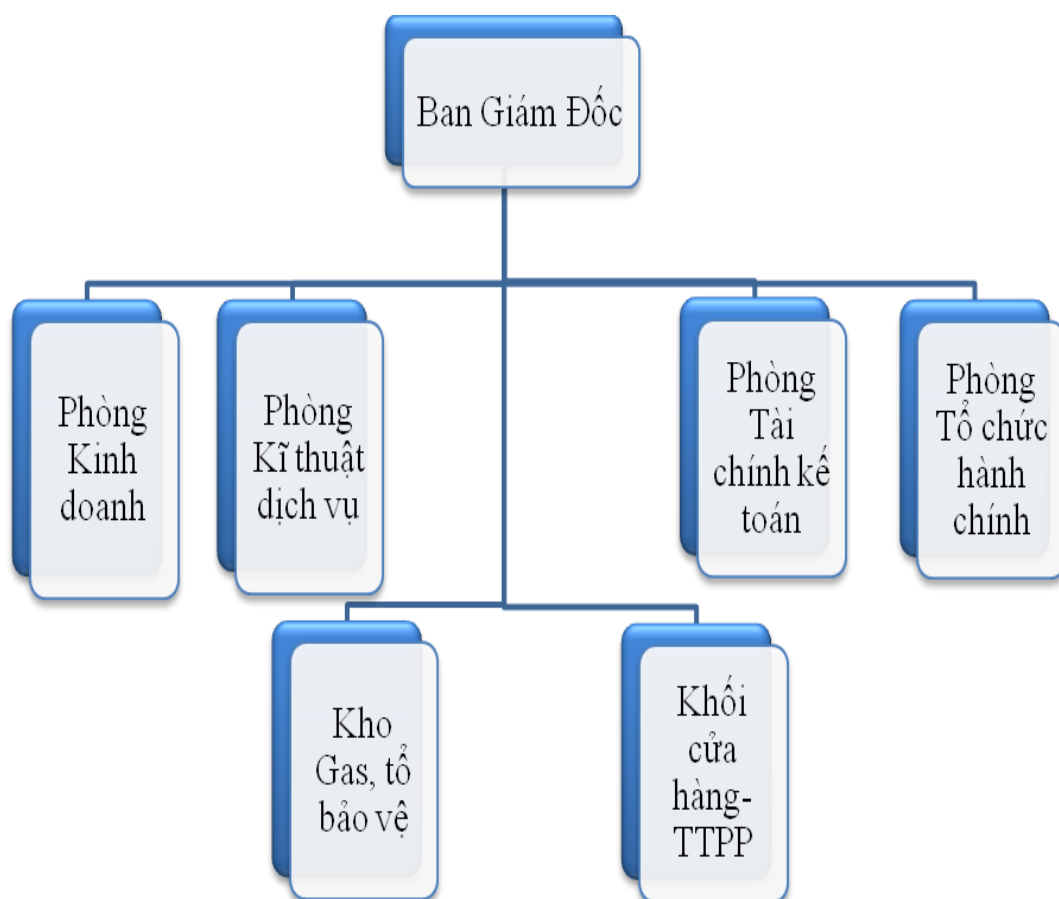 Ban Giám Đốc
Phòng
Kinh
doanh
Phòng
Kĩ thuật
dịch vụ
Phòng
Tài
chính kế
toán
Phòng
Tổ chức
hành
chính
Kho
Gas, tổ
bảo vệ
Khối
cửa
hàng-
TTPP